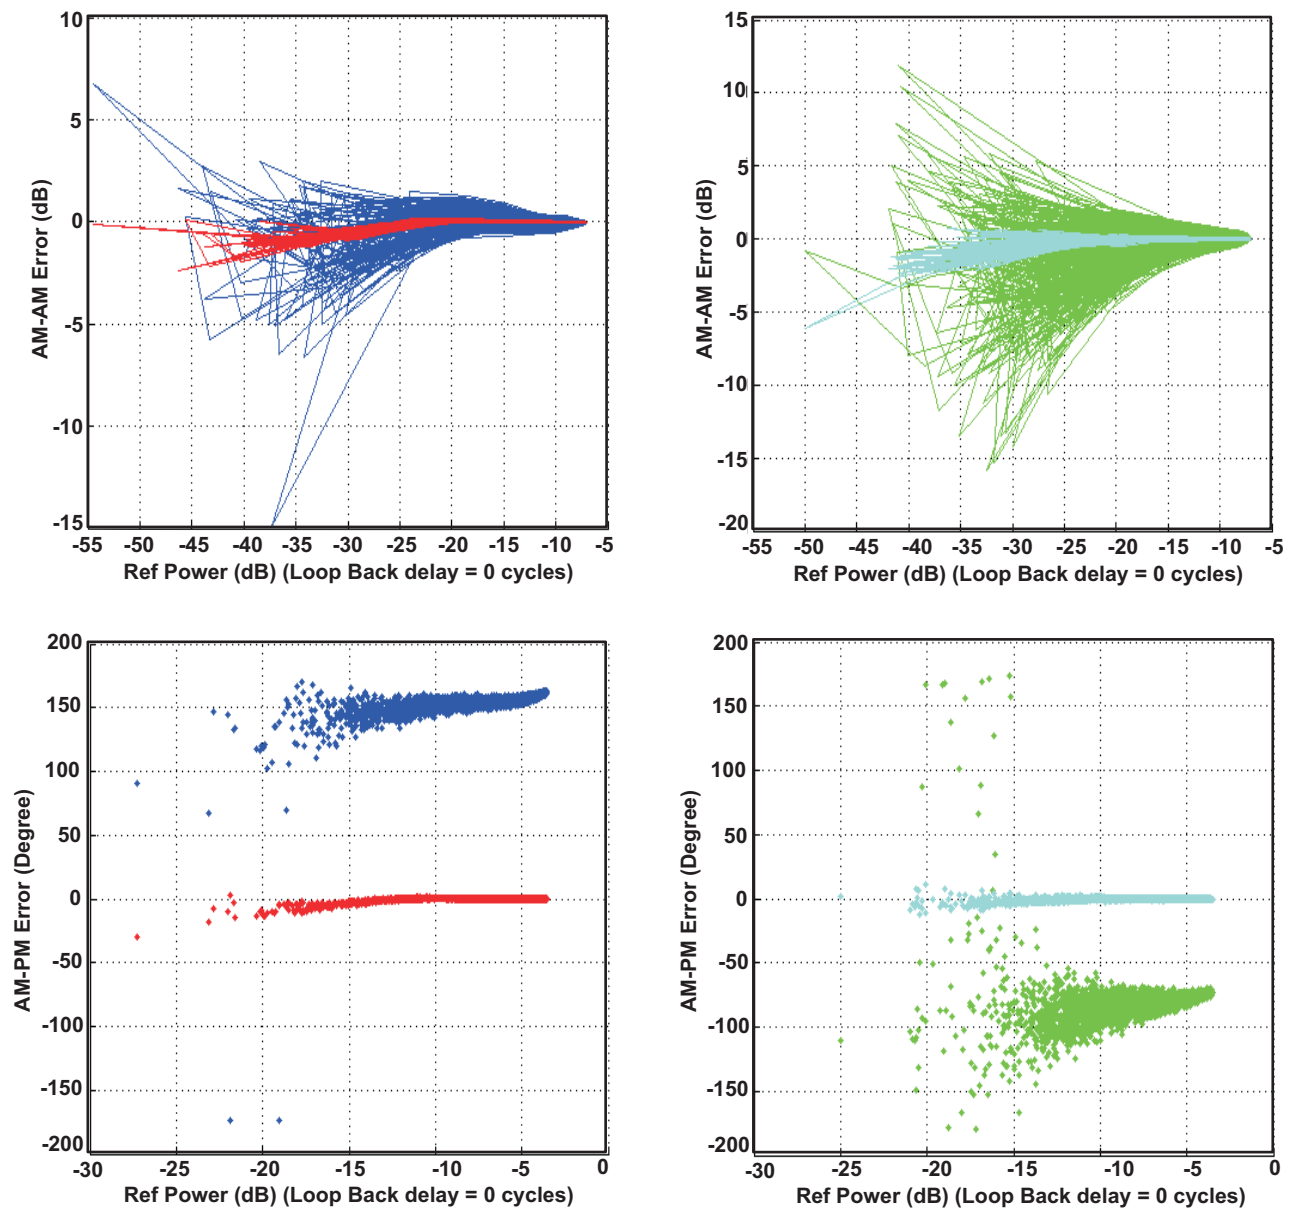 10
5
0
-5
-10
-15
AM-AM Error (dB)
-55 -50 -45 -40 -35 -30 -25 -20 -15 -10 -5
Ref Power (dB) (Loop Back delay = 0 cycles)
15
10
5
0
-5
-10
-15
-20
AM-AM Error (dB)
-55 -50 -45 -40 -35 -30 -25 -20 -15 -10 -5
Ref Power (dB) (Loop Back delay = 0 cycles)
200
150
100
50
0
-50
-100
-150
-200
AM-PM Error (Degree)
-30 -25 -20 -15 -10 -5 0
Ref Power (dB) (Loop Back delay = 0 cycles)
200
150
100
50
0
-50
-100
-150
-200
AM-PM Error (Degree)
-30 -25 -20 -15 -10 -5 0
Ref Power (dB) (Loop Back delay = 0 cycles)